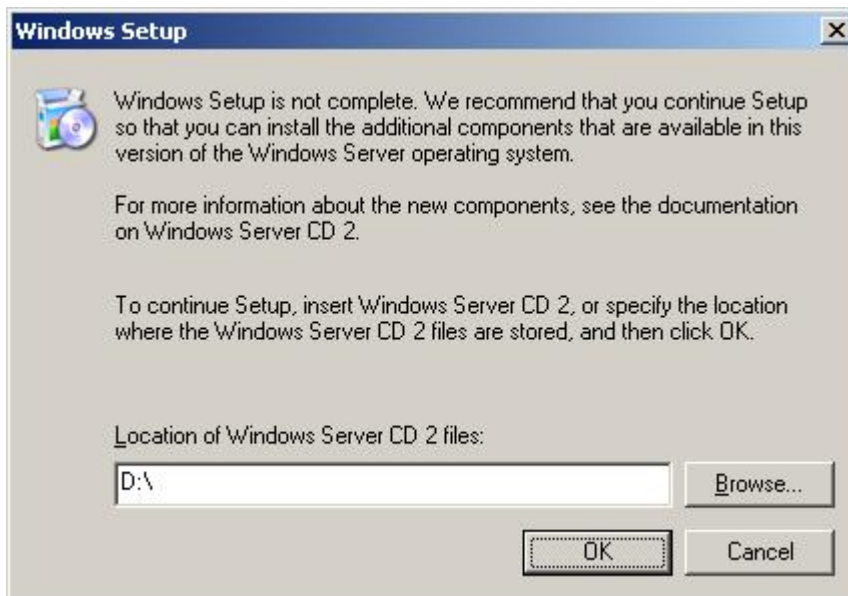 Windows Setup
Windows Setup is not complete. We recommend that you continue Setup
so that you can install the additional components that are available in this
version of the Windows Server operating system.
For more information about the new components, see the documentation
on Windows Server CD 2.
To continue Setup, insert Windows Server CD 2, or specify the location
where the Windows Server CD 2 files are stored, and then click OK.
Location of Windows Server CD 2 files:
D:\
Browse...
OK
Cancel